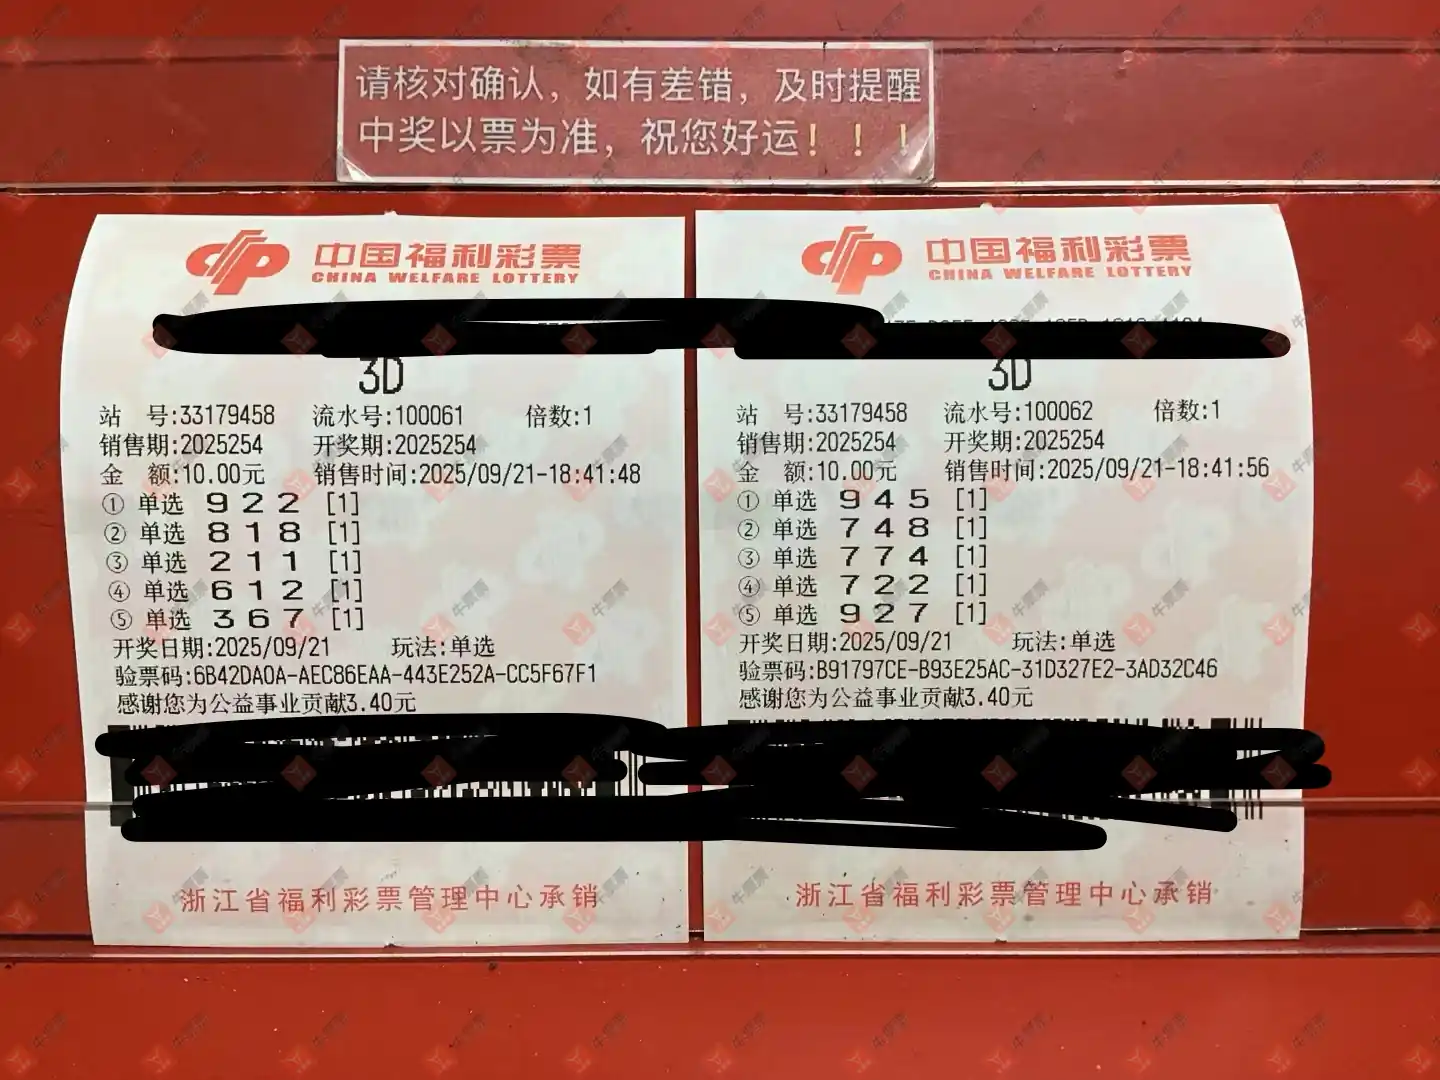 请核对确认，如有差错，及时提醒
中奖以票为准，祝您好运！！！
中国福利彩票
CHINA WELFARE LOTTERY
3D
站 号:33179458 流水号:100061 倍数:1
销售期:2025254 开奖期:2025254
金 额:10.00元 销售时间:2025/09/21-18:41:48
① 单选 9 2 2 [1]
② 单选 8 1 8 [1]
③ 单选 2 1 1 [1]
④ 单选 6 1 2 [1]
⑤ 单选 3 6 7 [1]
开奖日期:2025/09/21 玩法:单选
验票码:6B42DA0A-AEC86EAA-443E252A-CC5F67F1
感谢您为公益事业贡献3.40元
浙江省福利彩票管理中心承销
中国福利彩票
CHINA WELFARE LOTTERY
3D
站 号:33179458 流水号:100062 倍数:1
销售期:2025254 开奖期:2025254
金 额:10.00元 销售时间:2025/09/21-18:41:56
① 单选 9 4 5 [1]
② 单选 7 4 8 [1]
③ 单选 7 7 4 [1]
④ 单选 7 2 2 [1]
⑤ 单选 9 2 7 [1]
开奖日期:2025/09/21 玩法:单选
验票码:B91797CE-B93E25AC-31D327E2-3AD32C46
感谢您为公益事业贡献3.40元
浙江省福利彩票管理中心承销